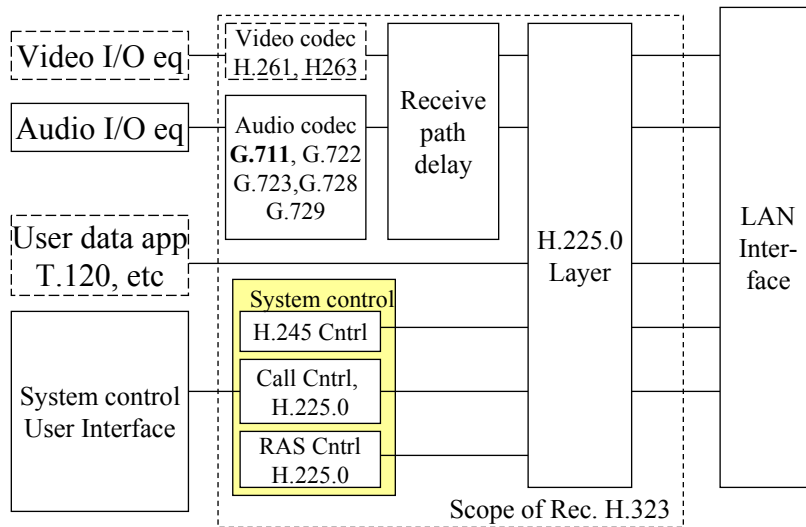 Video I/O eq
Audio I/O eq
User data app
T.120, etc
System control
User Interface
Video codec
H.261, H263
Audio codec
G.711, G.722
G.723,G.728
G.729
Receive
path
delay
System control
H.245 Cntrl
Call Cntrl,
H.225.0
RAS Cntrl
H.225.0
H.225.0
Layer
LAN
Inter-
face
Scope of Rec. H.323